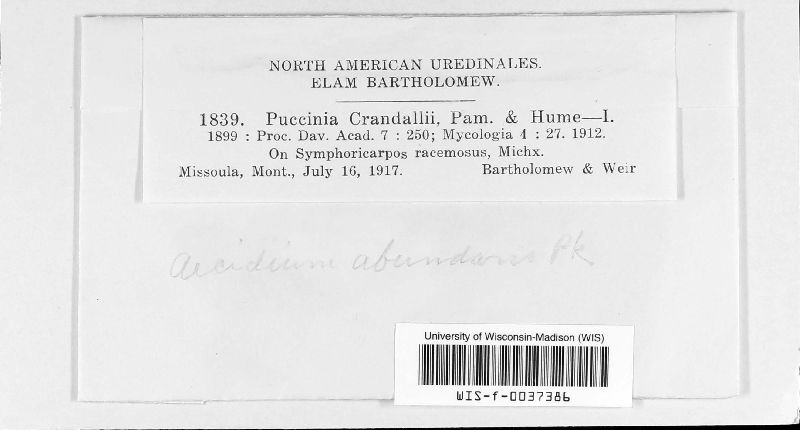 NORTH AMERICAN UREDINALES.
ELAM BARTHOLOMEW.
1839. Puccinia Crandallii, Pam. & Hume—I.
1899 : Proc. Dav. Acad. 7 : 250; Mycologia 4 : 27. 1912.
On Symphoricarpos racemosus, Michx.
Missoula, Mont., July 16, 1917. Bartholomew & Weir
Aecidium abundans Pk
University of Wisconsin-Madison (WIS)
WIS-f-0037386